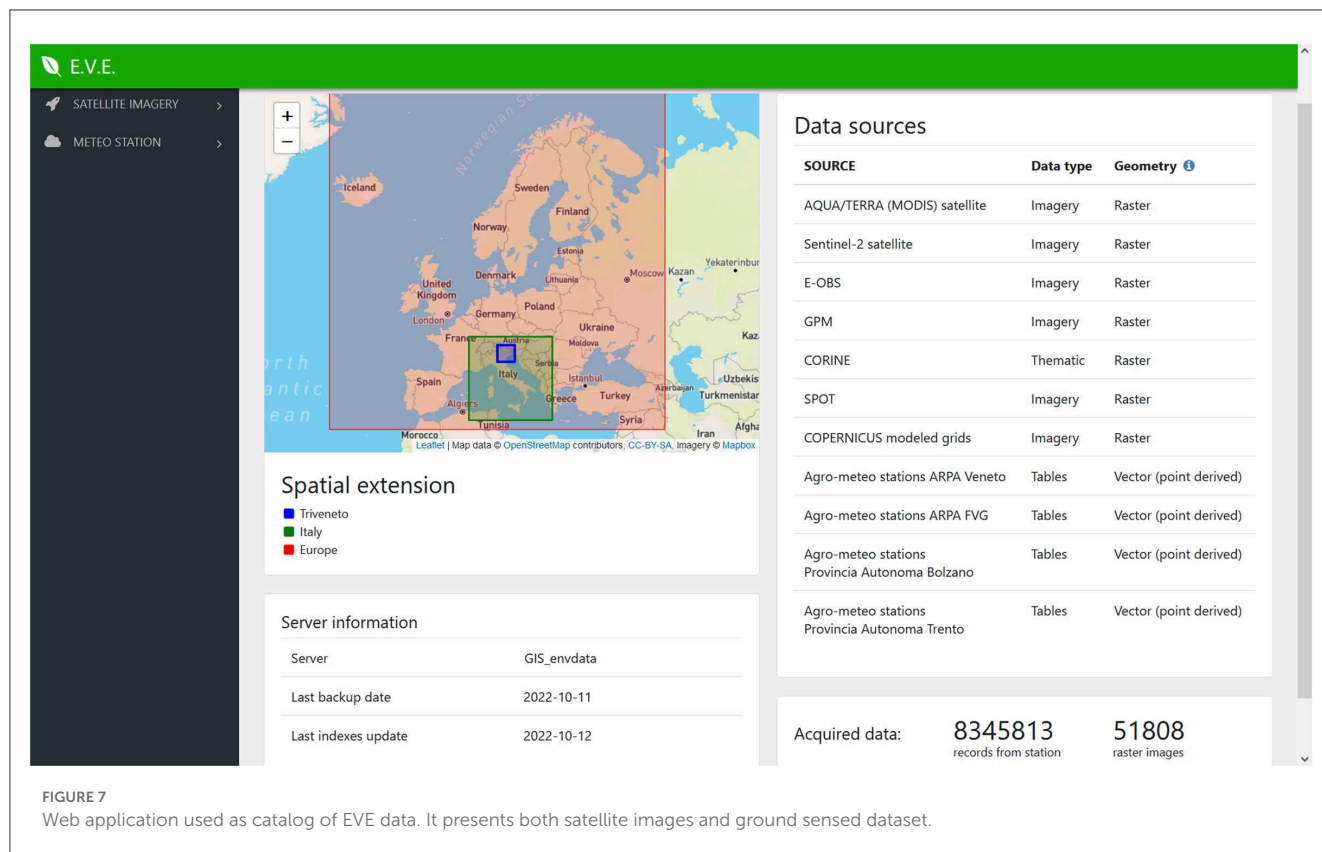 E.V.E.
SATELLITE IMAGERY
METEO STATION
+
−
Norwegian Se
Iceland
Sweden
Finland
Norway
Estonia
Yekaterinbur
Moscow
Kazan
Denmark
Lithuania
United
Kingdom
Poland
London
Germany
Ukraine
Kaz
France
Austria
Moldova
orth
antic
ean
Serbia
Italy
Spain
Istanbul
Azerbaijan
Uzbekis
Algiers
Greece
Turkey
Turkmenistan
Tunisia
Syria
Morocco
Iran
Afgha
Leaflet | Map data © OpenStreetMap contributors, CC-BY-SA, Imagery © Mapbox
Spatial extension
Triveneto
Italy
Europe
Server information
Server GIS_envdata
Last backup date 2022-10-11
Last indexes update 2022-10-12
Data sources
SOURCE Data type Geometry
AQUA/TERRA (MODIS) satellite Imagery Raster
Sentinel-2 satellite Imagery Raster
E-OBS Imagery Raster
GPM Imagery Raster
CORINE Thematic Raster
SPOT Imagery Raster
COPERNICUS modeled grids Imagery Raster
Agro-meteo stations ARPA Veneto Tables Vector (point derived)
Agro-meteo stations ARPA FVG Tables Vector (point derived)
Agro-meteo stations Tables Vector (point derived)
Provincia Autonoma Bolzano
Agro-meteo stations Tables Vector (point derived)
Provincia Autonoma Trento
Acquired data: 8345813 51808
records from station raster images
FIGURE 7
Web application used as catalog of EVE data. It presents both satellite images and ground sensed dataset.